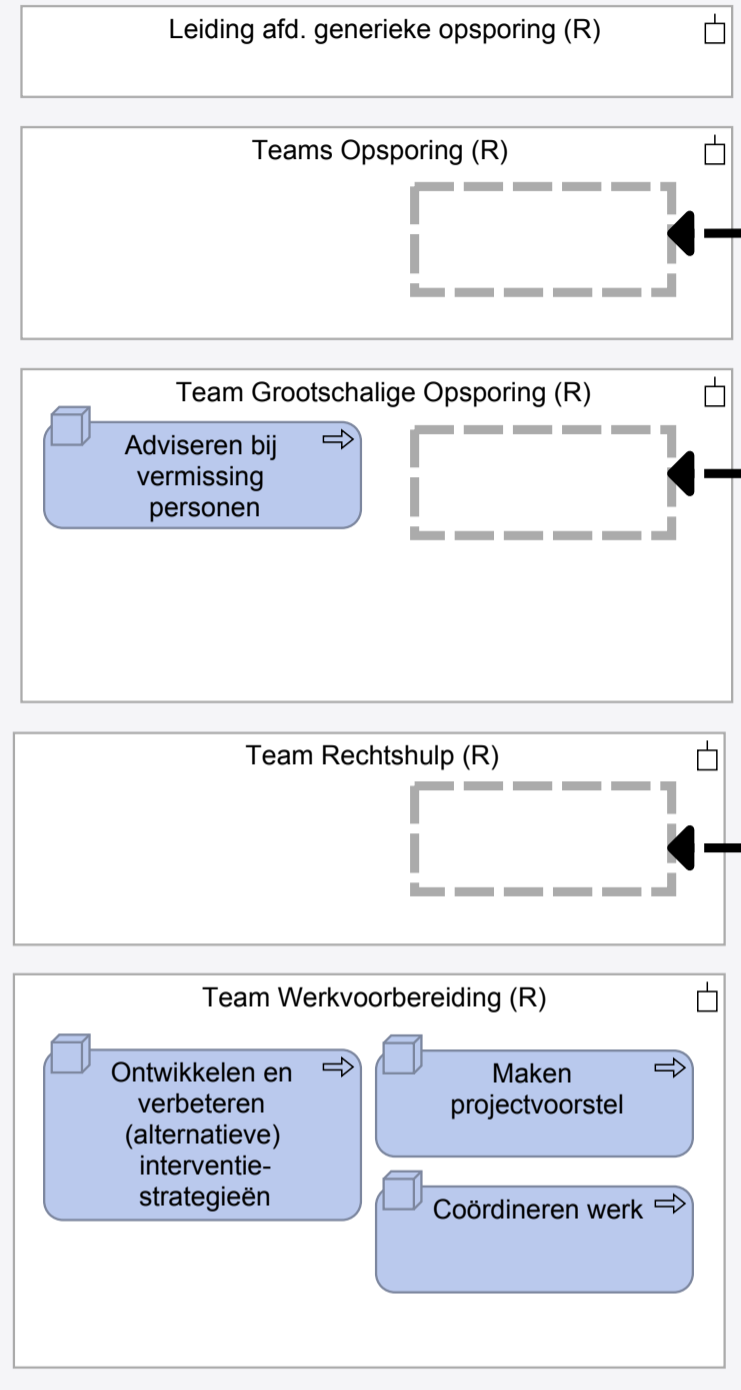 Leiding afd. generieke opsporing (R)
Teams Opsporing (R)
Team Grootschalige Opsporing (R)
Adviseren bij
vermissing
personen
Team Rechtshulp (R)
Team Werkvoorbereiding (R)
Ontwikkelen en
verbeteren
(alternatieve)
interventie-
strategieën
Maken
projectvoorstel
Coördineren werk